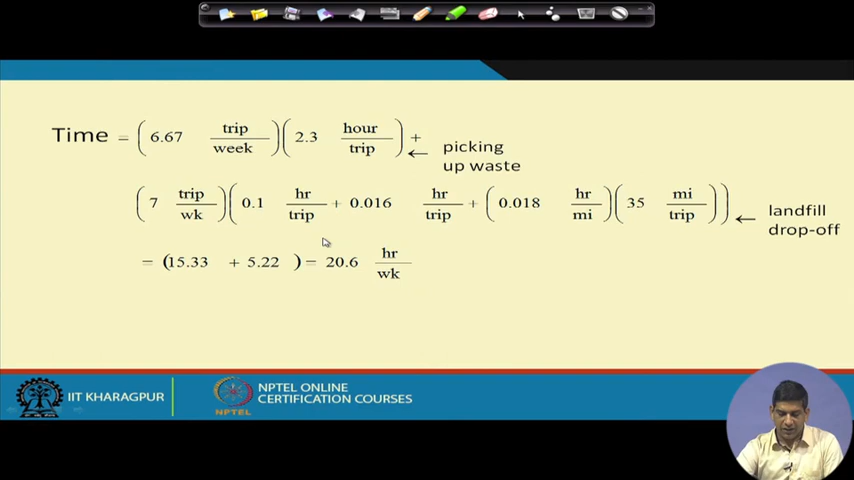 Time = (6.67 trip/week)(2.3 hour/trip) +
picking
up waste
(7 trip/wk)(0.1 hr/trip + 0.016 hr/trip + (0.018 hr/mi)(35 mi/trip))
landfill
drop-off
= (15.33 + 5.22 ) = 20.6 hr/wk
IIT KHARAGPUR
NPTEL
NPTEL ONLINE
CERTIFICATION COURSES